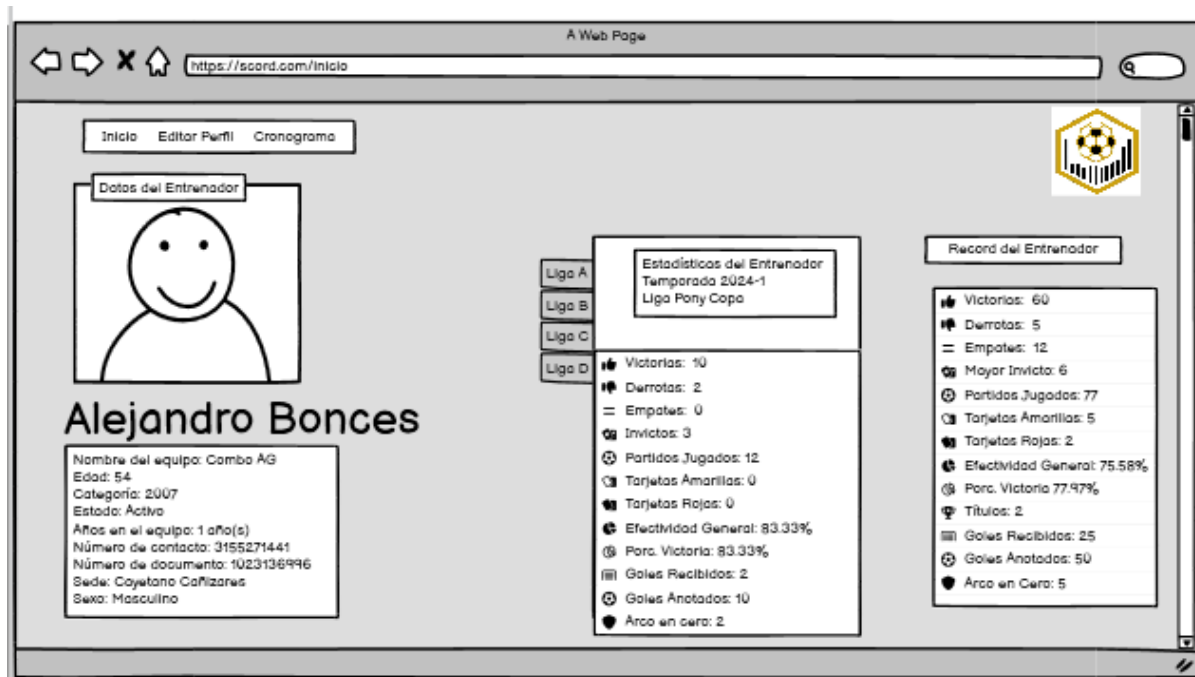 A Web Page
https://scord.com/Inicio
Inicio Editar Perfil Cronograma
Datos del Entrenador
Alejandro Bonces
Nombre del equipo: Combo AG
Edad: 54
Categoría: 2007
Estado: Activo
Años en el equipo: 1 año(s)
Número de contacto: 3155271441
Número de documento: 1023136996
Sede: Cayetano Cañizares
Sexo: Masculino
Liga A
Liga B
Liga C
Liga D
Estadísticas del Entrenador
Temporada 2024-1
Liga Pony Copa
Victorias: 10
Derrotas: 2
Empates: 0
Invictos: 3
Partidos Jugados: 12
Tarjetas Amarillas: 0
Tarjetas Rojas: 0
Efectividad General: 83.33%
Porc. Victoria: 83.33%
Goles Recibidos: 2
Goles Anotados: 10
Arco en cero: 2
Record del Entrenador
Victorias: 60
Derrotas: 5
Empates: 12
Mayor Invicto: 6
Partidos Jugados: 77
Tarjetas Amarillas: 5
Tarjetas Rojas: 2
Efectividad General: 75.58%
Porc. Victoria 77.97%
Títulos: 2
Goles Recibidos: 25
Goles Anotados: 50
Arco en Cero: 5